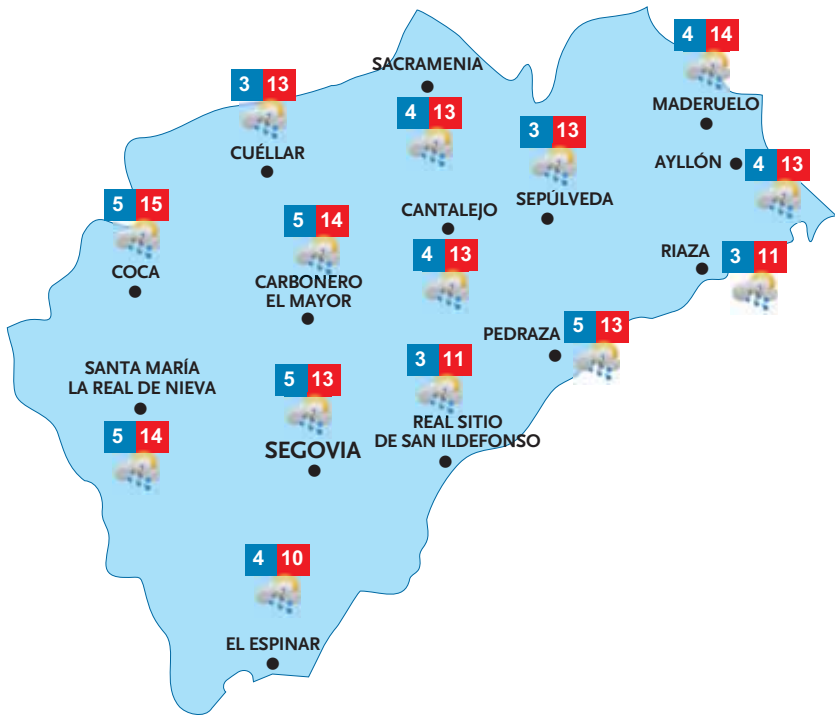 4 14
SACRAMENIA
3 13
MADERUELO
4 13
3 13
CUÉLLAR
AYLLÓN
4 13
SEPÚLVEDA
5 15
CANTALEJO
5 14
4 13
RIAZA
3 11
COCA
CARBONERO
EL MAYOR
PEDRAZA
5 13
SANTA MARÍA
LA REAL DE NIEVA
5 13
3 11
REAL SITIO
DE SAN ILDEFONSO
5 14
SEGOVIA
4 10
EL ESPINAR